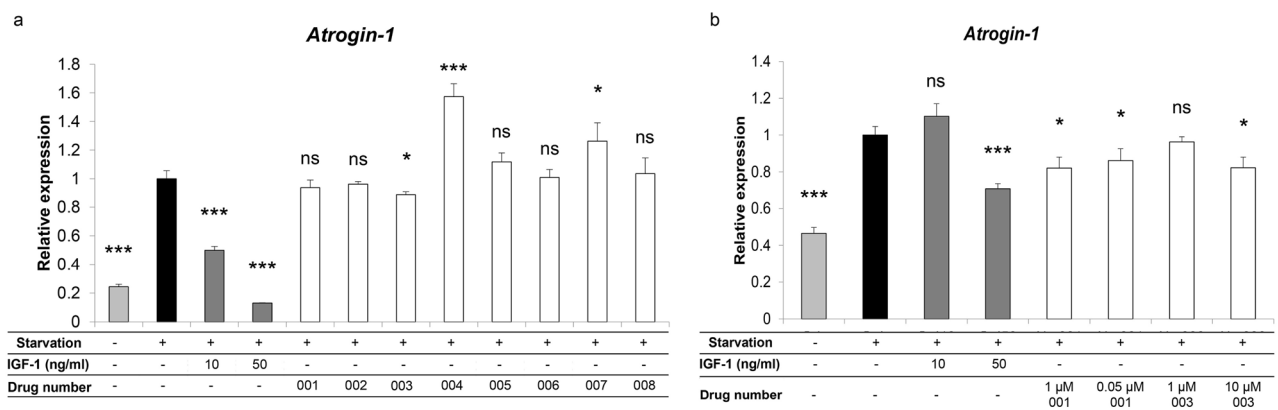 a
Atrogin-1
Relative expression
1.8
1.6
1.4
1.2
1
0.8
0.6
0.4
0.2
0
*** *** *** ns ns * *** ns ns * ns
Starvation - + + + + + + + + + + +
IGF-1 (ng/ml) - - 10 50 - - - - - - - -
Drug number - - - - 001 002 003 004 005 006 007 008
b
Atrogin-1
Relative expression
1.4
1.2
1
0.8
0.6
0.4
0.2
0
*** ns *** * * ns *
Starvation - + + + + + + +
IGF-1 (ng/ml) - - 10 50 - - - -
Drug number - - - - 1 µM 0.05 µM 1 µM 10 µM
001 001 003 003